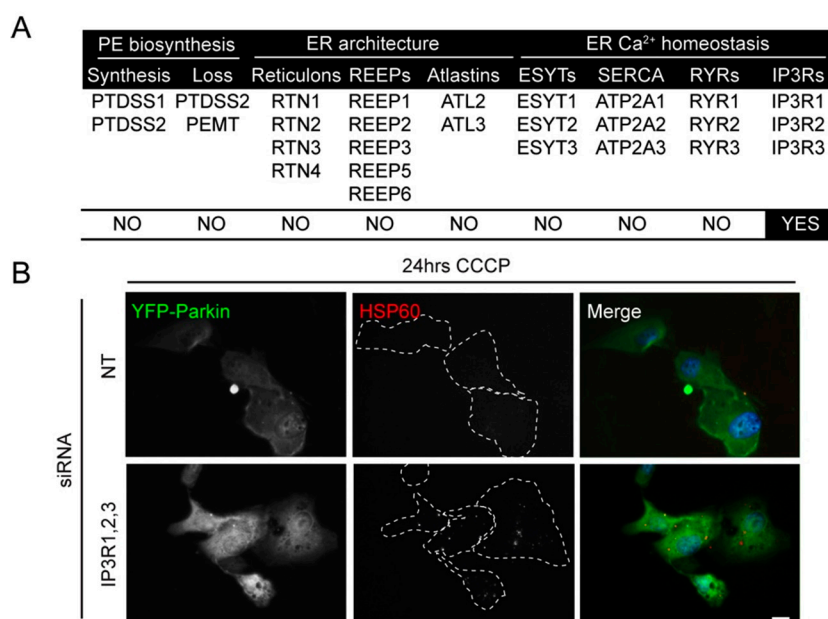 A
PE biosynthesis ER architecture ER Ca²⁺ homeostasis
Synthesis Loss Reticulons REEPs Atlastins ESYTs SERCA RYRs IP3Rs
PTDSS1 PTDSS2 RTN1 REEP1 ATL2 ESYT1 ATP2A1 RYR1 IP3R1
PTDSS2 PEMT RTN2 REEP2 ATL3 ESYT2 ATP2A2 RYR2 IP3R2
RTN3 REEP3 ESYT3 ATP2A3 RYR3 IP3R3
RTN4 REEP5
REEP6
NO NO NO NO NO NO NO NO YES
B
24hrs CCCP
YFP-Parkin HSP60 Merge
siRNA
NT
IP3R1,2,3